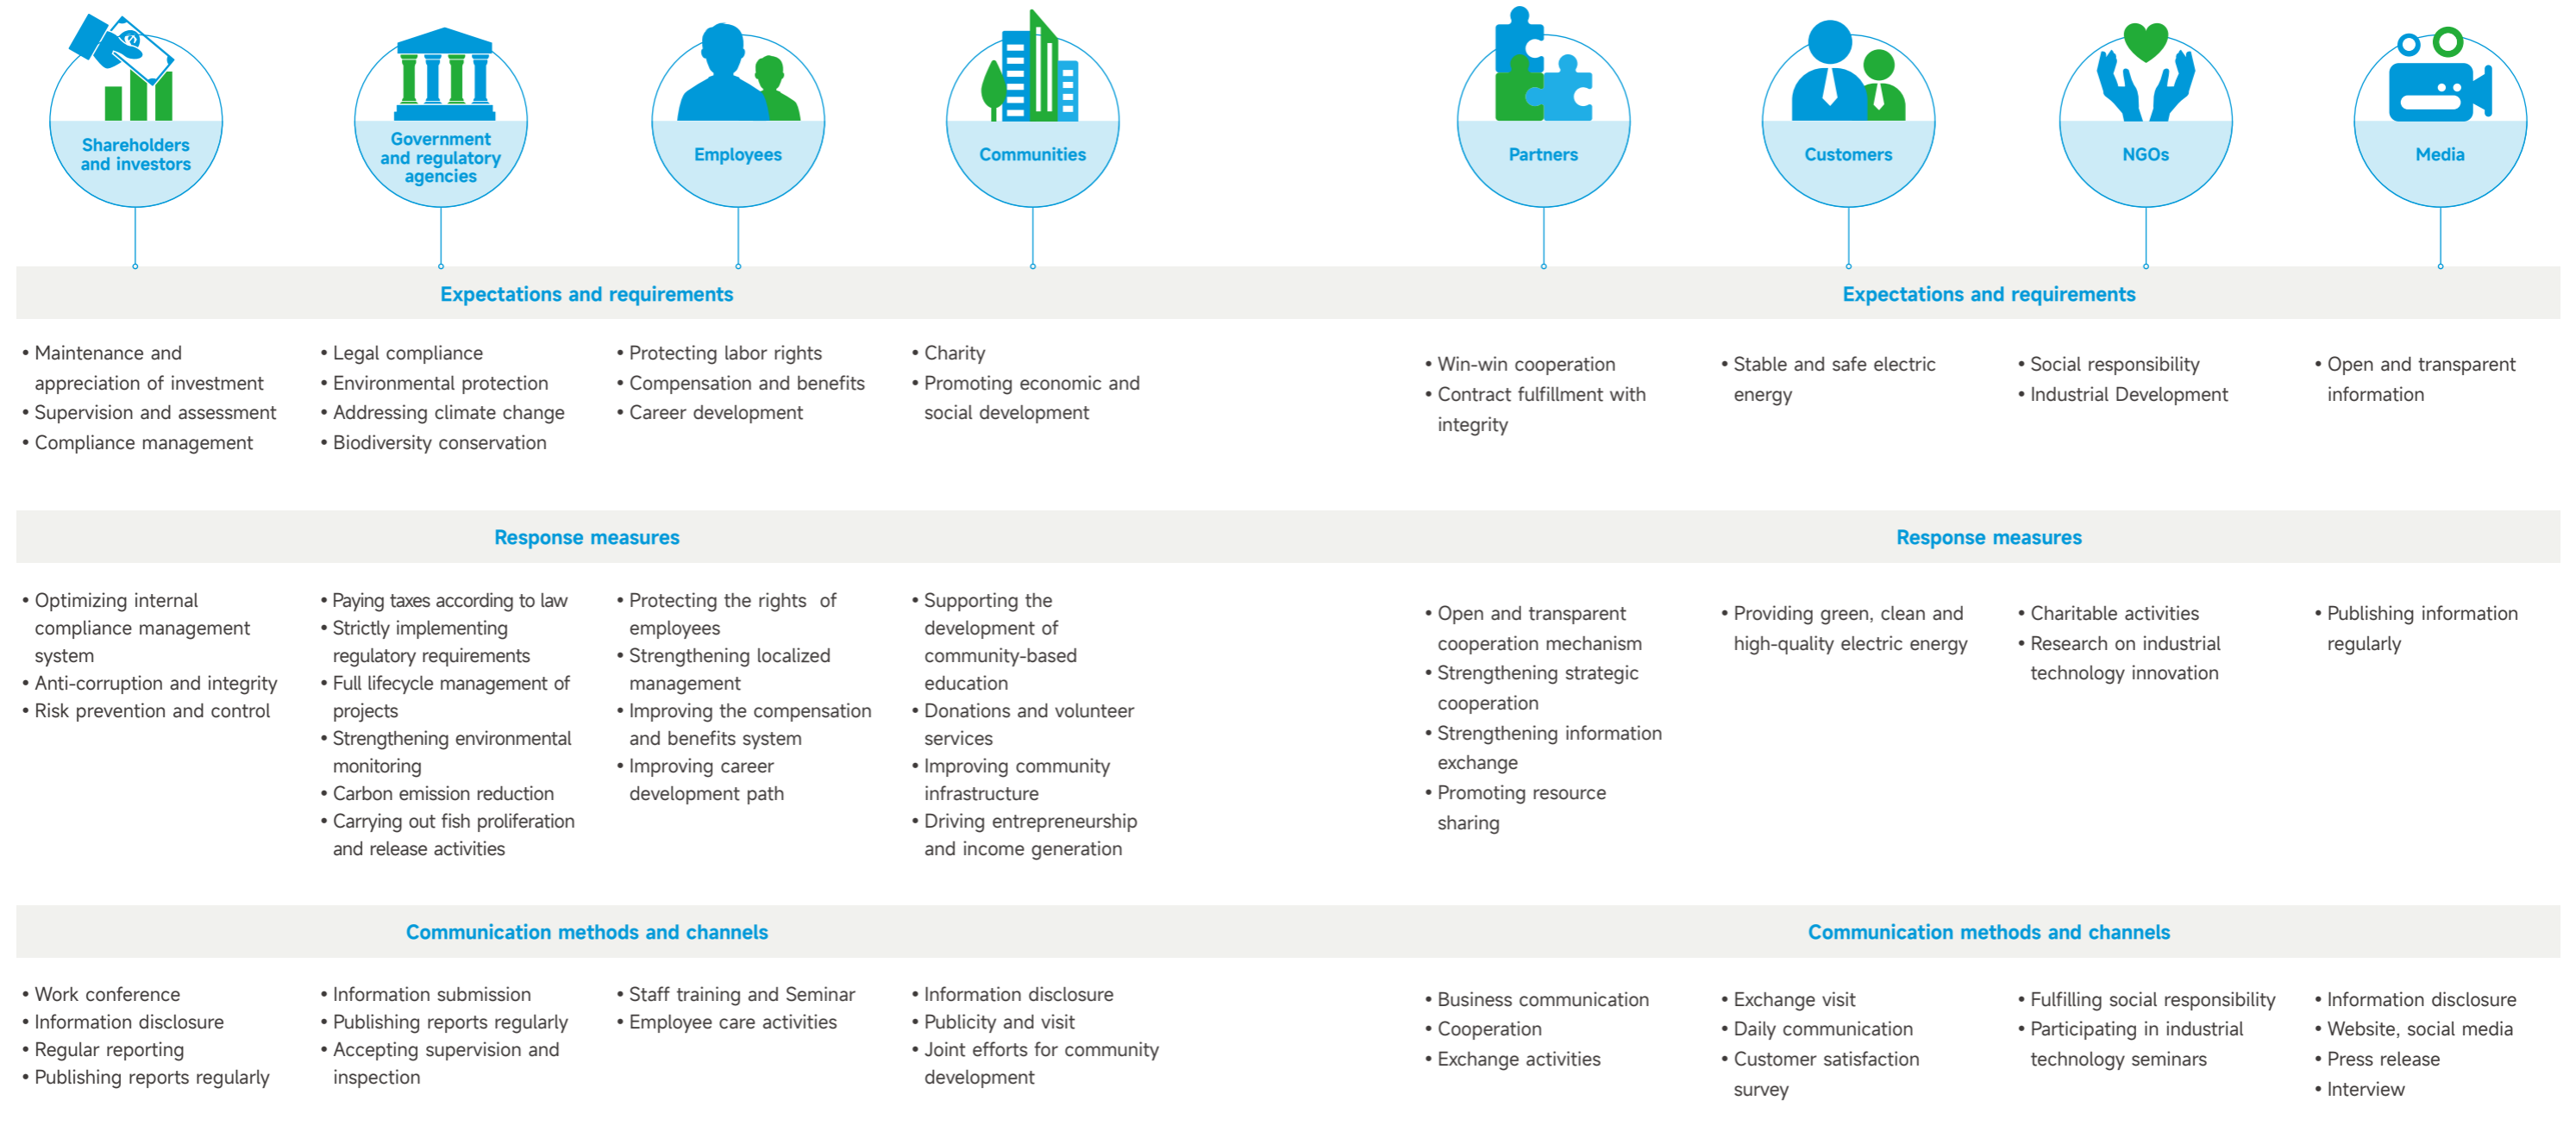 Shareholders
and investors
Government
and regulatory
agencies
Employees
Communities
Partners
Customers
NGOs
Media
Expectations and requirements
Expectations and requirements
• Maintenance and
appreciation of investment
• Supervision and assessment
• Compliance management
• Legal compliance
• Environmental protection
• Addressing climate change
• Biodiversity conservation
• Protecting labor rights
• Compensation and benefits
• Career development
• Charity
• Promoting economic and
social development
• Win-win cooperation
• Contract fulfillment with
integrity
• Stable and safe electric
energy
• Social responsibility
• Industrial Development
• Open and transparent
information
Response measures
Response measures
• Optimizing internal
compliance management
system
• Anti-corruption and integrity
• Risk prevention and control
• Paying taxes according to law
• Strictly implementing
regulatory requirements
• Full lifecycle management of
projects
• Strengthening environmental
monitoring
• Carbon emission reduction
• Carrying out fish proliferation
and release activities
• Protecting the rights of
employees
• Strengthening localized
management
• Improving the compensation
and benefits system
• Improving career
development path
• Supporting the
development of
community-based
education
• Donations and volunteer
services
• Improving community
infrastructure
• Driving entrepreneurship
and income generation
• Open and transparent
cooperation mechanism
• Strengthening strategic
cooperation
• Strengthening information
exchange
• Promoting resource
sharing
• Providing green, clean and
high-quality electric energy
• Charitable activities
• Research on industrial
technology innovation
• Publishing information
regularly
Communication methods and channels
Communication methods and channels
• Work conference
• Information disclosure
• Regular reporting
• Publishing reports regularly
• Information submission
• Publishing reports regularly
• Accepting supervision and
inspection
• Staff training and Seminar
• Employee care activities
• Information disclosure
• Publicity and visit
• Joint efforts for community
development
• Business communication
• Cooperation
• Exchange activities
• Exchange visit
• Daily communication
• Customer satisfaction
survey
• Fulfilling social responsibility
• Participating in industrial
technology seminars
• Information disclosure
• Website, social media
• Press release
• Interview